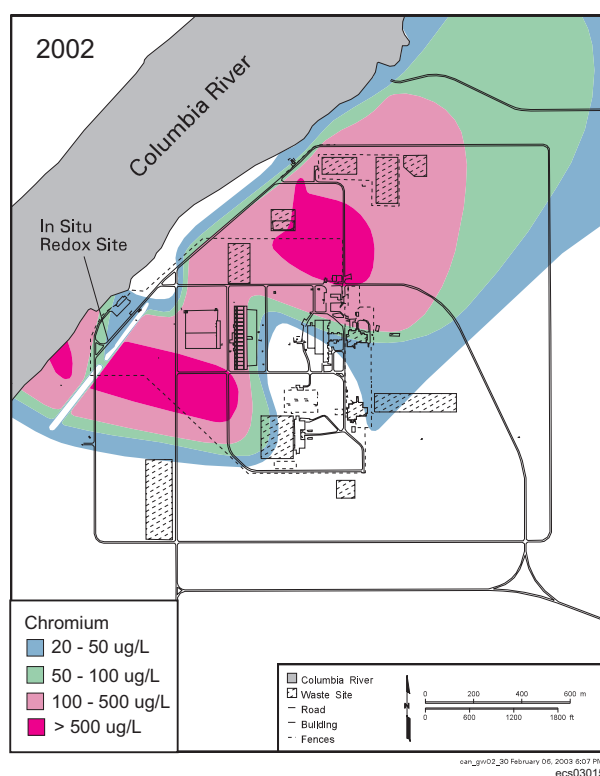 2002
Columbia River
In Situ
Redox Site
Chromium
20 - 50 ug/L
50 - 100 ug/L
100 - 500 ug/L
> 500 ug/L
Columbia River
Waste Site
Road
Building
Fences
N
0 200 400 600 m
0 600 1200 1800 ft
can_gw02_30 February 06, 2003 6:07 PM
ecs03015